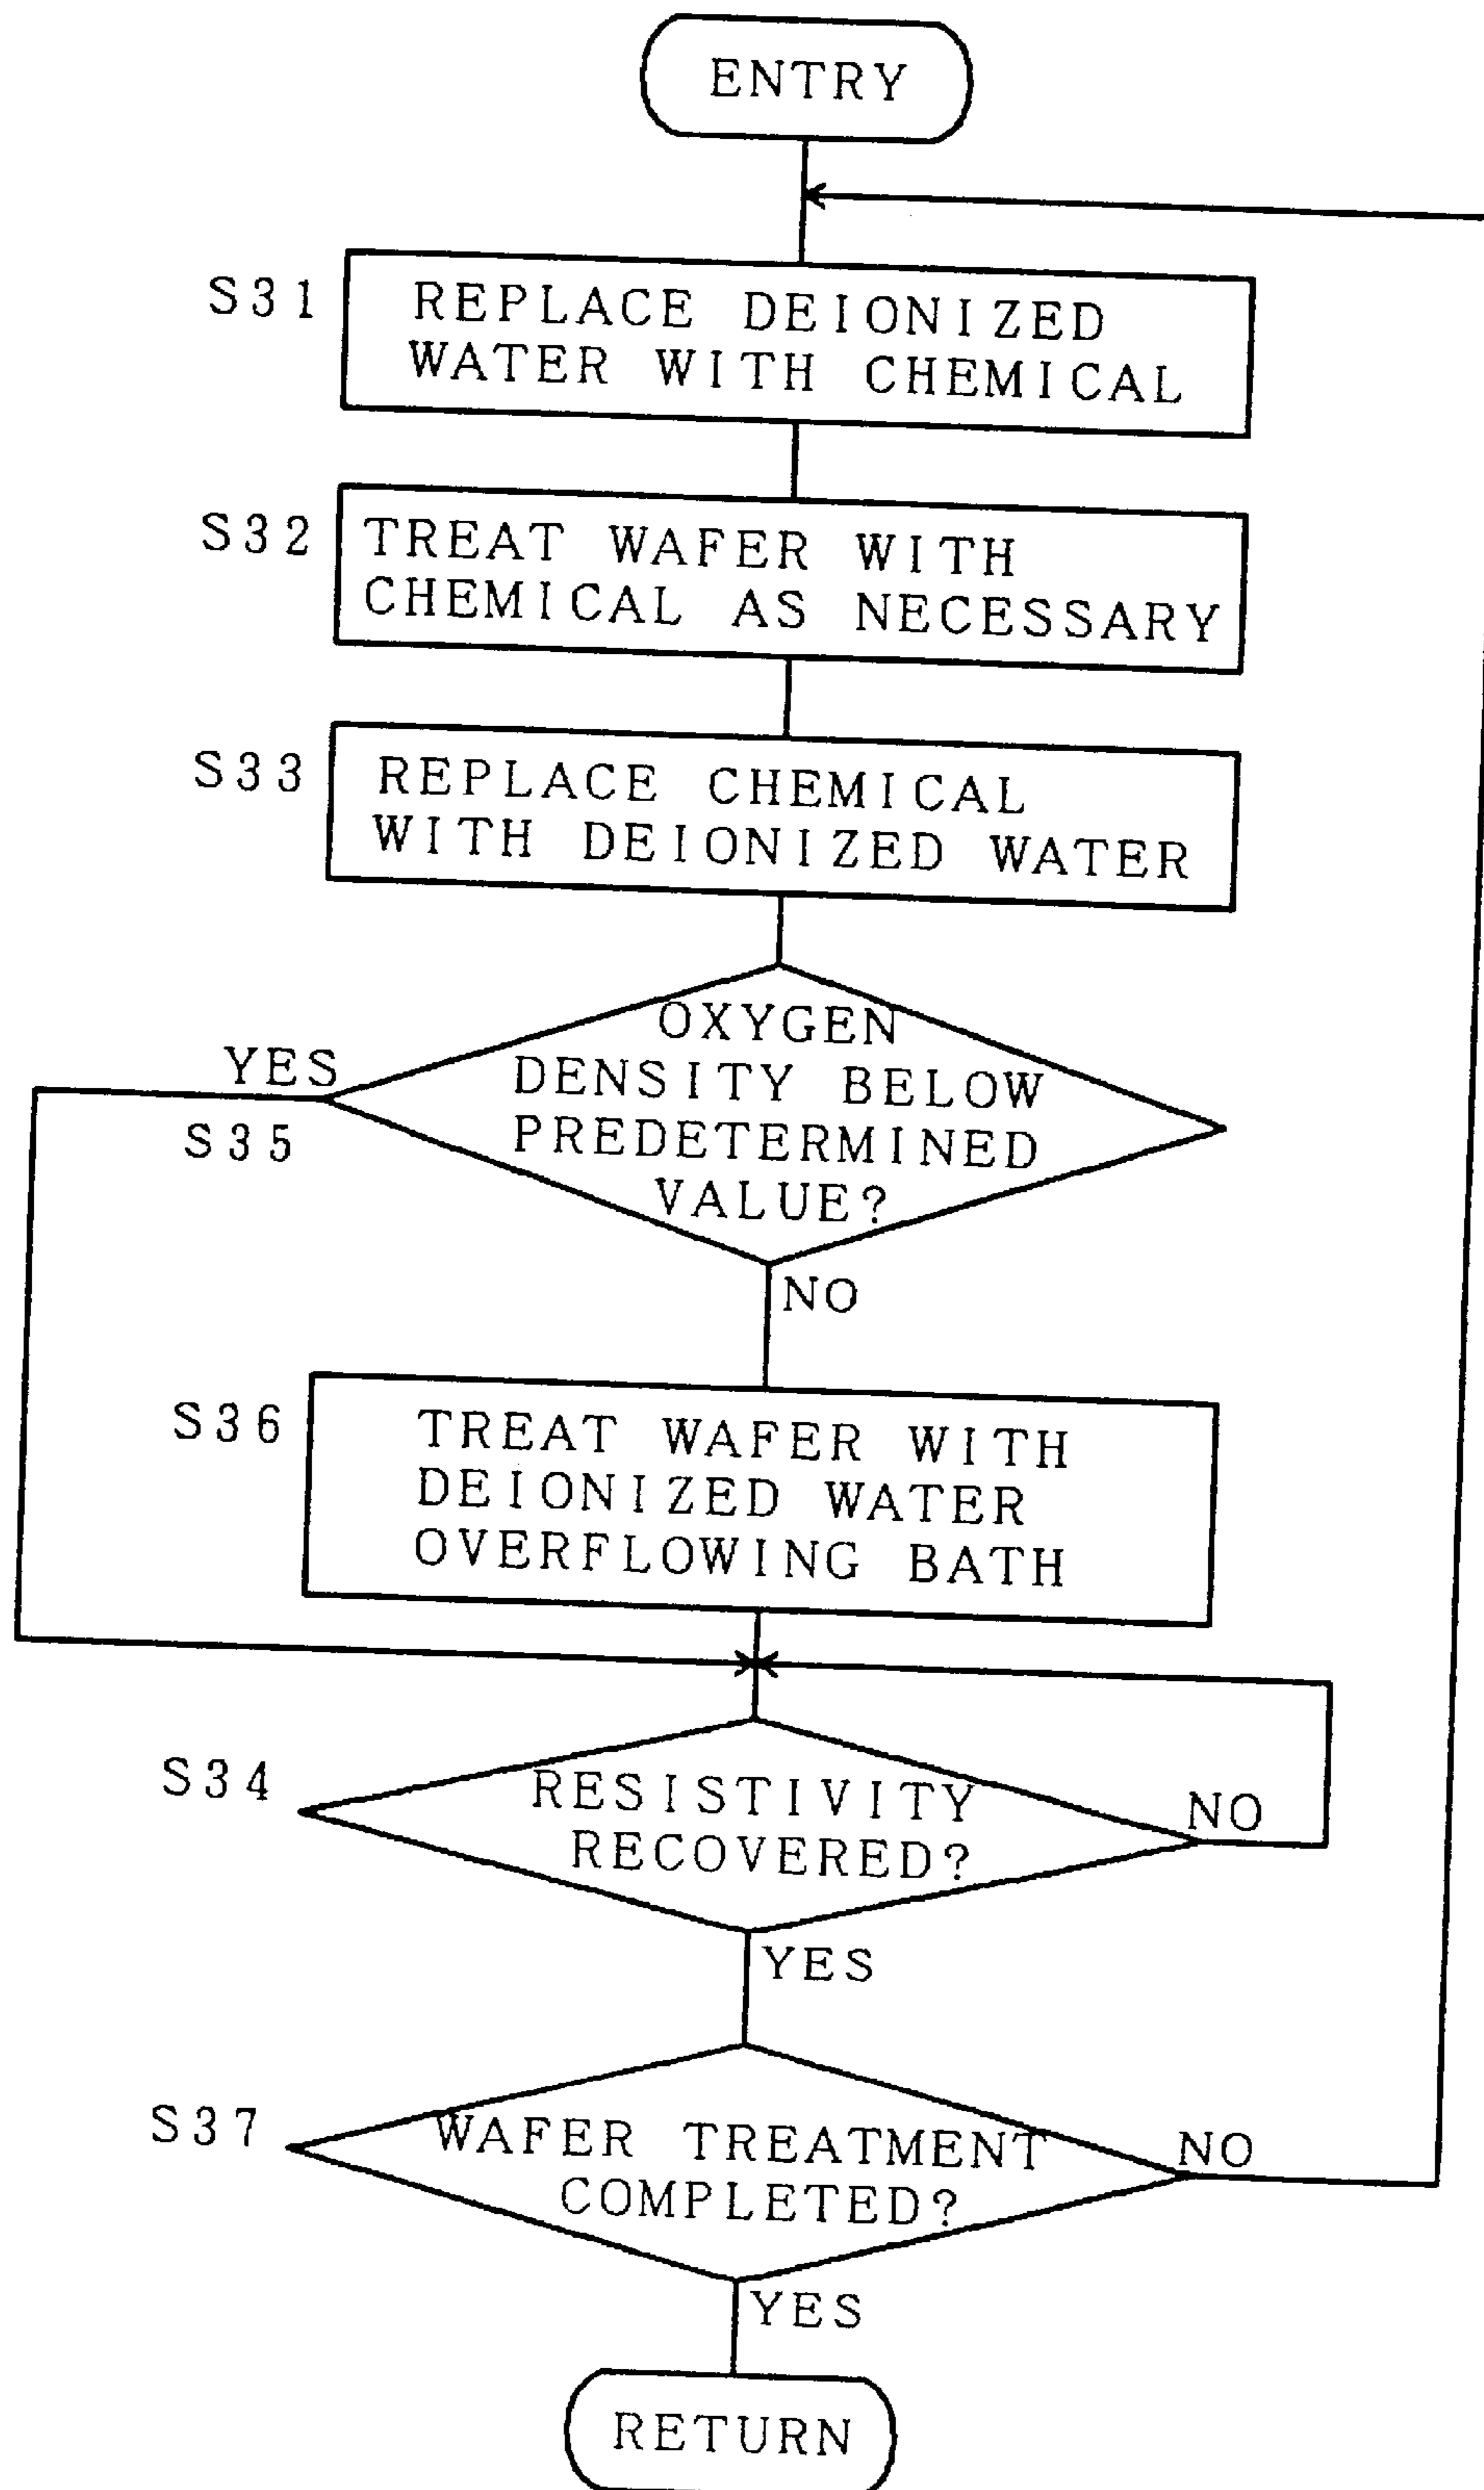 ENTRY
S31
REPLACE DEIONIZED
WATER WITH CHEMICAL
S32
TREAT WAFER WITH
CHEMICAL AS NECESSARY
S33
REPLACE CHEMICAL
WITH DEIONIZED WATER
OXYGEN
DENSITY BELOW
PREDETERMINED
VALUE?
YES
S35
NO
S36
TREAT WAFER WITH
DEIONIZED WATER
OVERFLOWING BATH
S34
RESISTIVITY
RECOVERED?
NO
YES
S37
WAFER TREATMENT
COMPLETED?
NO
YES
RETURN